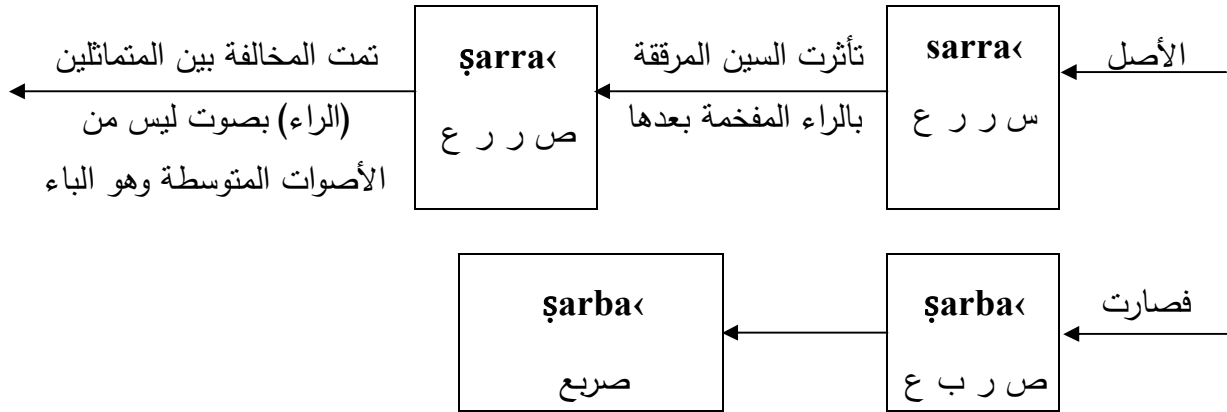 الأصل
sarra‹
س ر ر ع
تأثرت السين المرققة
بالراء المفخمة بعدها
ṣarra‹
ص ر ر ع
تمت المخالفة بين المتماثلين
(الراء) بصوت ليس من
الأصوات المتوسطة وهو الباء
فصارت
ṣarba‹
ص ر ب ع
ṣarba‹
صربع